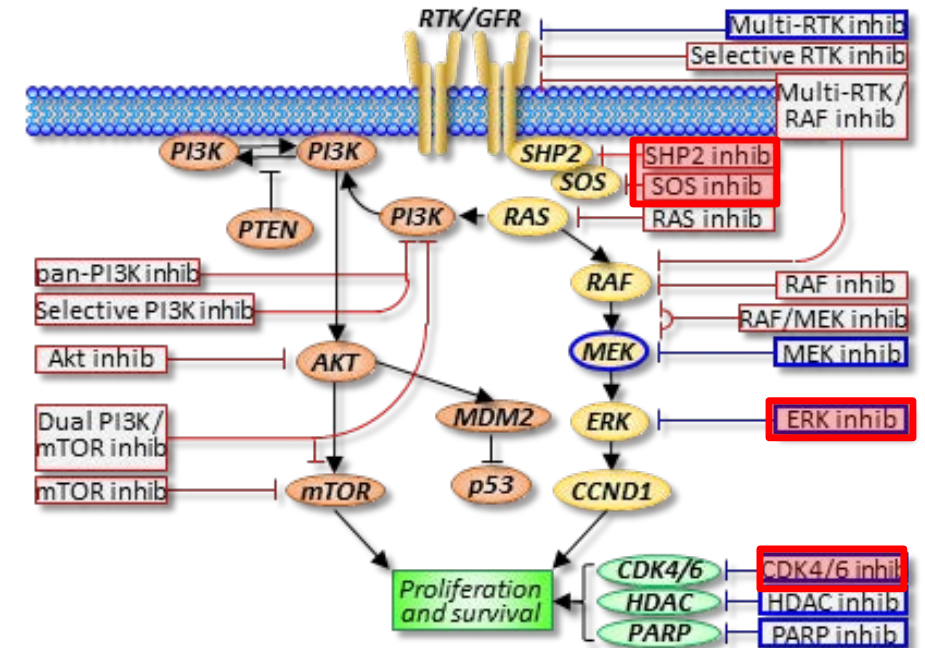 RTK/GFR
Multi-RTK inhib
Selective RTK inhib
Multi-RTK/
RAF inhib
PI3K
PI3K
SHP2
SHP2 inhib
SOS
SOS inhib
PTEN
PI3K
RAS
RAS inhib
pan-PI3K inhib
RAF
RAF inhib
Selective PI3K inhib
RAF/MEK inhib
Akt inhib
AKT
MEK
MEK inhib
Dual PI3K/
mTOR inhib
MDM2
ERK
ERK inhib
mTOR inhib
mTOR
p53
CCND1
Proliferation
and survival
CDK4/6
CDK4/6 inhib
HDAC
HDAC inhib
PARP
PARP inhib